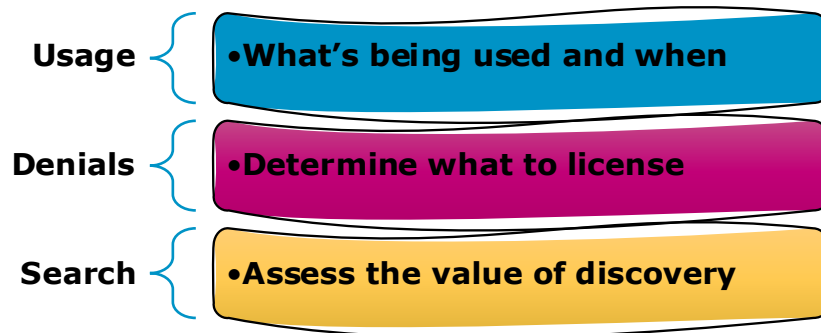 Usage
•What's being used and when
Denials
•Determine what to license
Search
•Assess the value of discovery